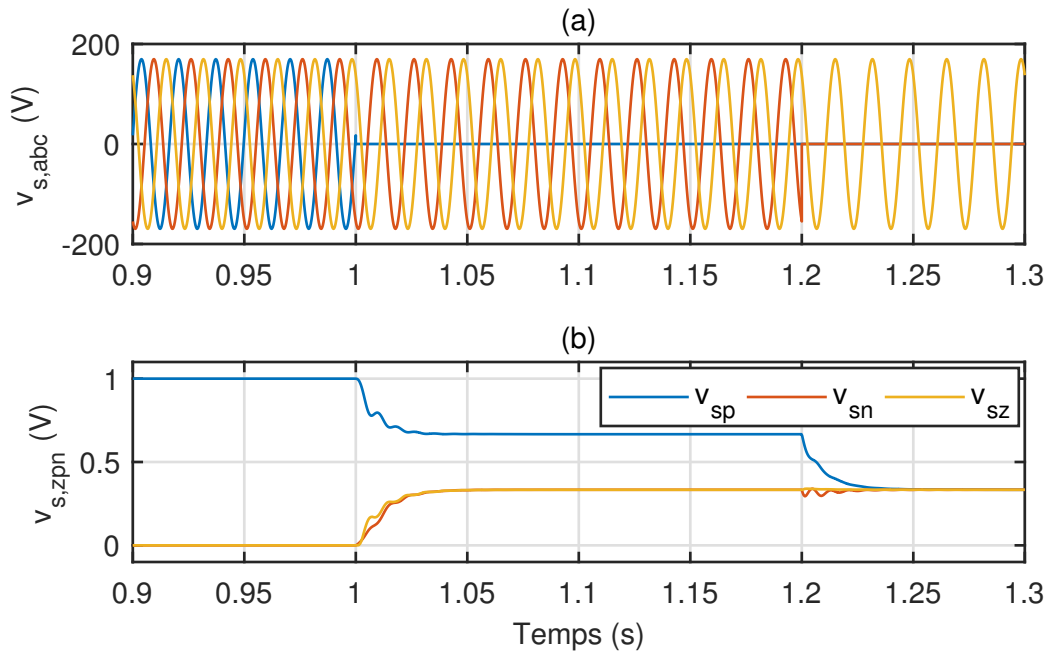 (a)
200
0
-200
v_s,abc (V)
0.9 0.95 1 1.05 1.1 1.15 1.2 1.25 1.3
(b)
1
0.5
0
v_s,zpn (V)
v_sp v_sn v_sz
0.9 0.95 1 1.05 1.1 1.15 1.2 1.25 1.3
Temps (s)